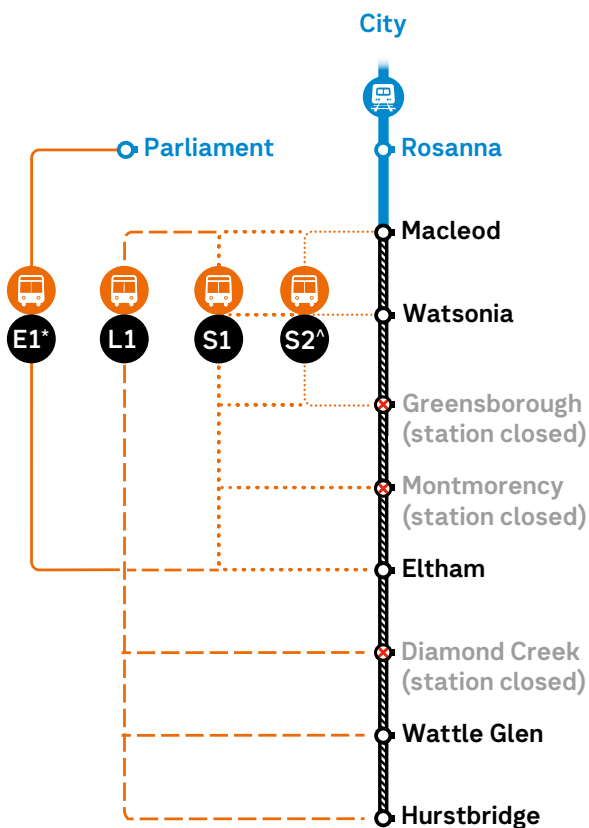 City
Parliament
Rosanna
Macleod
Watsonia
E1*
L1
S1
S2^
Greensborough
(station closed)
Montmorency
(station closed)
Eltham
Diamond Creek
(station closed)
Wattle Glen
Hurstbridge